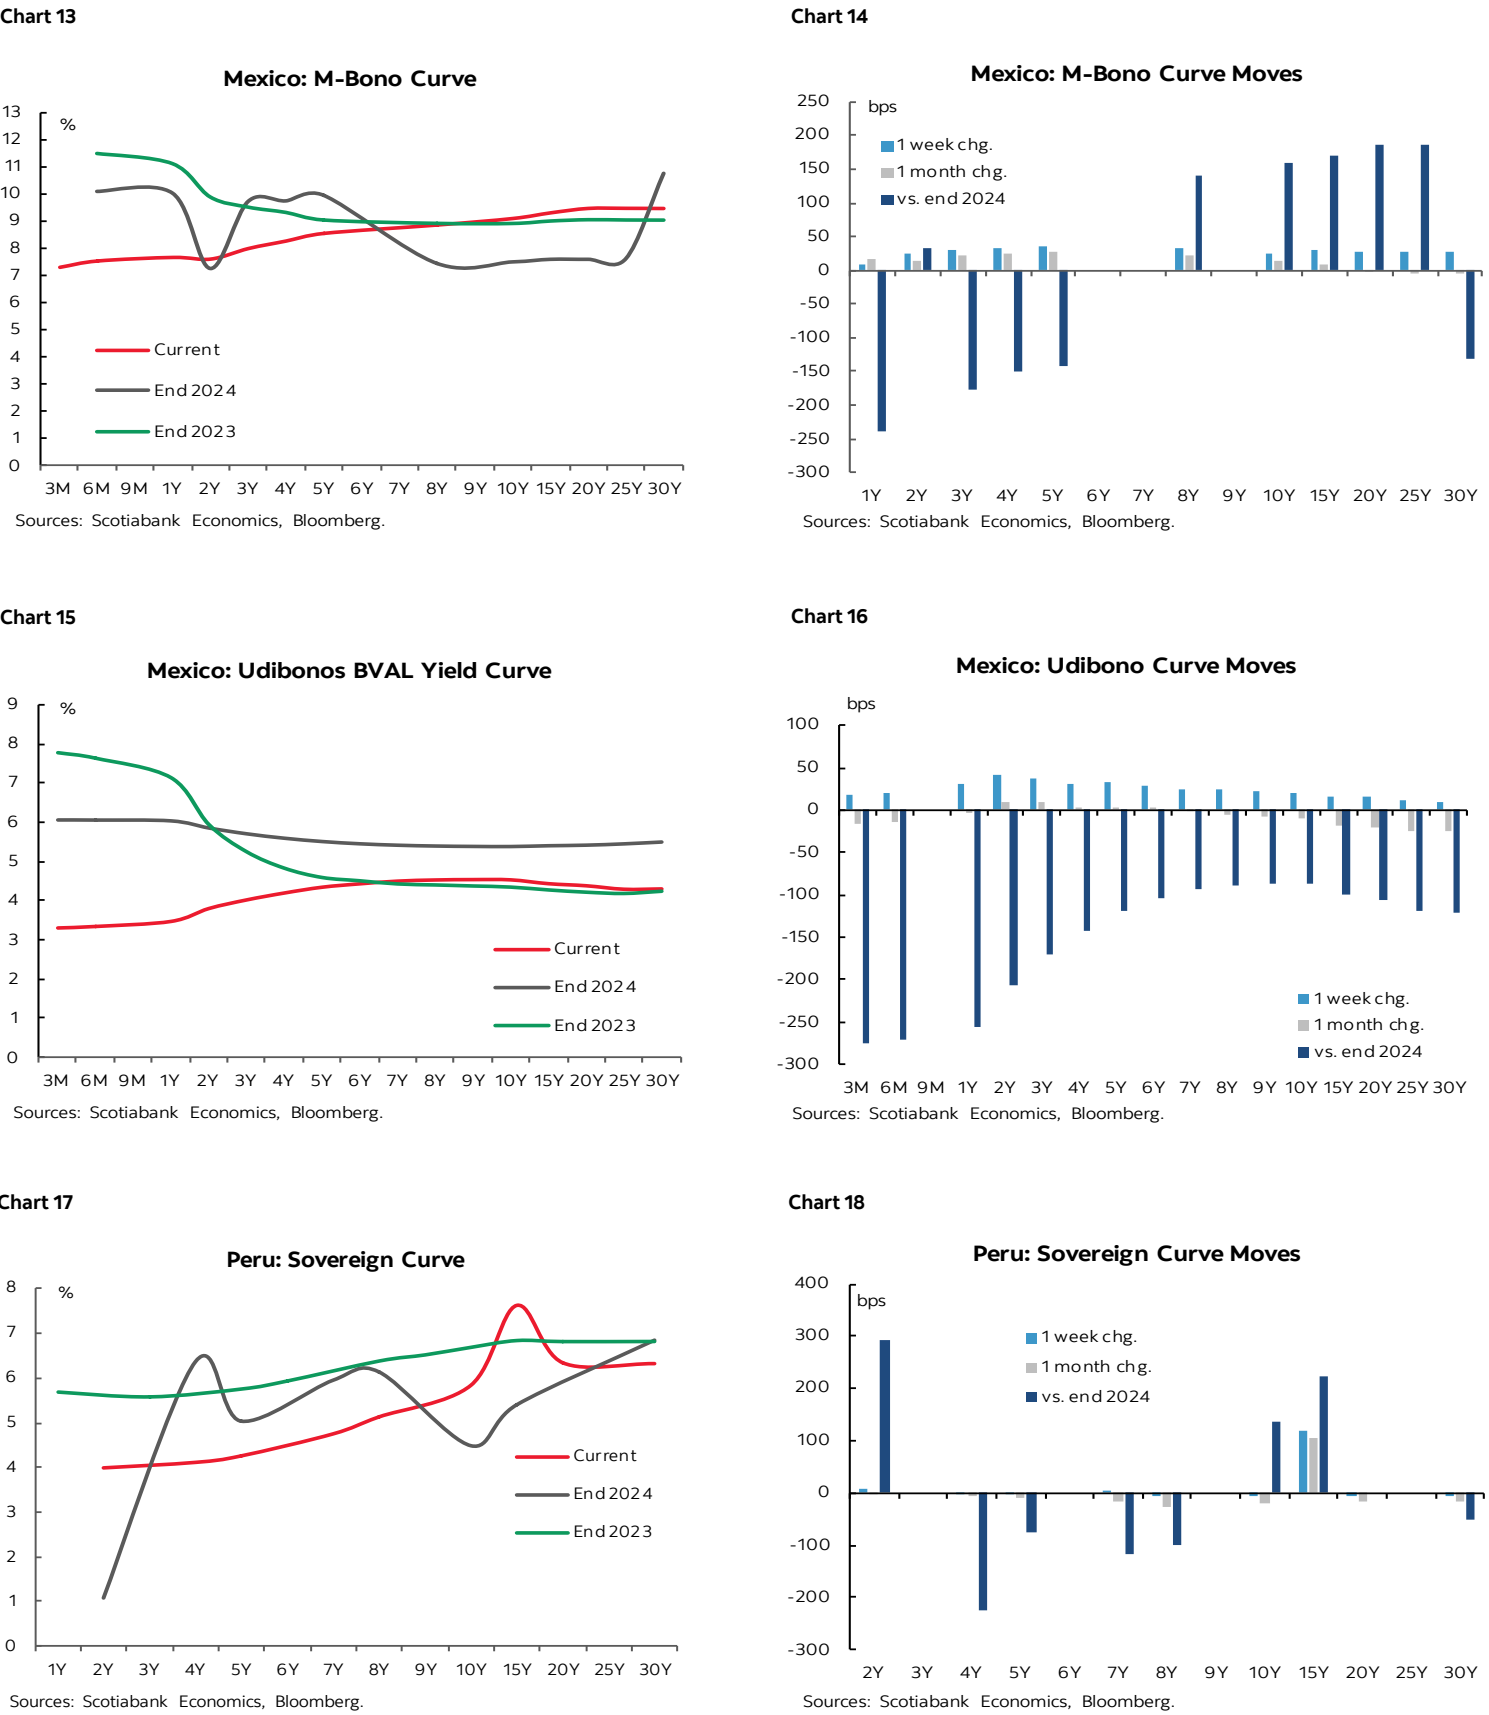 Chart 13
Mexico: M-Bono Curve
13
12
11
10
9
8
7
6
5
4
3
2
1
0
%
Current
End 2024
End 2023
3M 6M 9M 1Y 2Y 3Y 4Y 5Y 6Y 7Y 8Y 9Y 10Y 15Y 20Y 25Y 30Y
Sources: Scotiabank Economics, Bloomberg.
Chart 14
Mexico: M-Bono Curve Moves
250
200
150
100
50
0
-50
-100
-150
-200
-250
-300
bps
1 week chg.
1 month chg.
vs. end 2024
1Y 2Y 3Y 4Y 5Y 6Y 7Y 8Y 9Y 10Y 15Y 20Y 25Y 30Y
Sources: Scotiabank Economics, Bloomberg.
Chart 15
Mexico: Udibonos BVAL Yield Curve
9
8
7
6
5
4
3
2
1
0
%
Current
End 2024
End 2023
3M 6M 9M 1Y 2Y 3Y 4Y 5Y 6Y 7Y 8Y 9Y 10Y 15Y 20Y 25Y 30Y
Sources: Scotiabank Economics, Bloomberg.
Chart 16
Mexico: Udibono Curve Moves
bps
100
50
0
-50
-100
-150
-200
-250
-300
1 week chg.
1 month chg.
vs. end 2024
3M 6M 9M 1Y 2Y 3Y 4Y 5Y 6Y 7Y 8Y 9Y 10Y 15Y 20Y 25Y 30Y
Sources: Scotiabank Economics, Bloomberg.
Chart 17
Peru: Sovereign Curve
8
7
6
5
4
3
2
1
0
%
Current
End 2024
End 2023
1Y 2Y 3Y 4Y 5Y 6Y 7Y 8Y 9Y 10Y 15Y 20Y 25Y 30Y
Sources: Scotiabank Economics, Bloomberg.
Chart 18
Peru: Sovereign Curve Moves
400
300
200
100
0
-100
-200
-300
bps
1 week chg.
1 month chg.
vs. end 2024
2Y 3Y 4Y 5Y 6Y 7Y 8Y 9Y 10Y 15Y 20Y 25Y 30Y
Sources: Scotiabank Economics, Bloomberg.